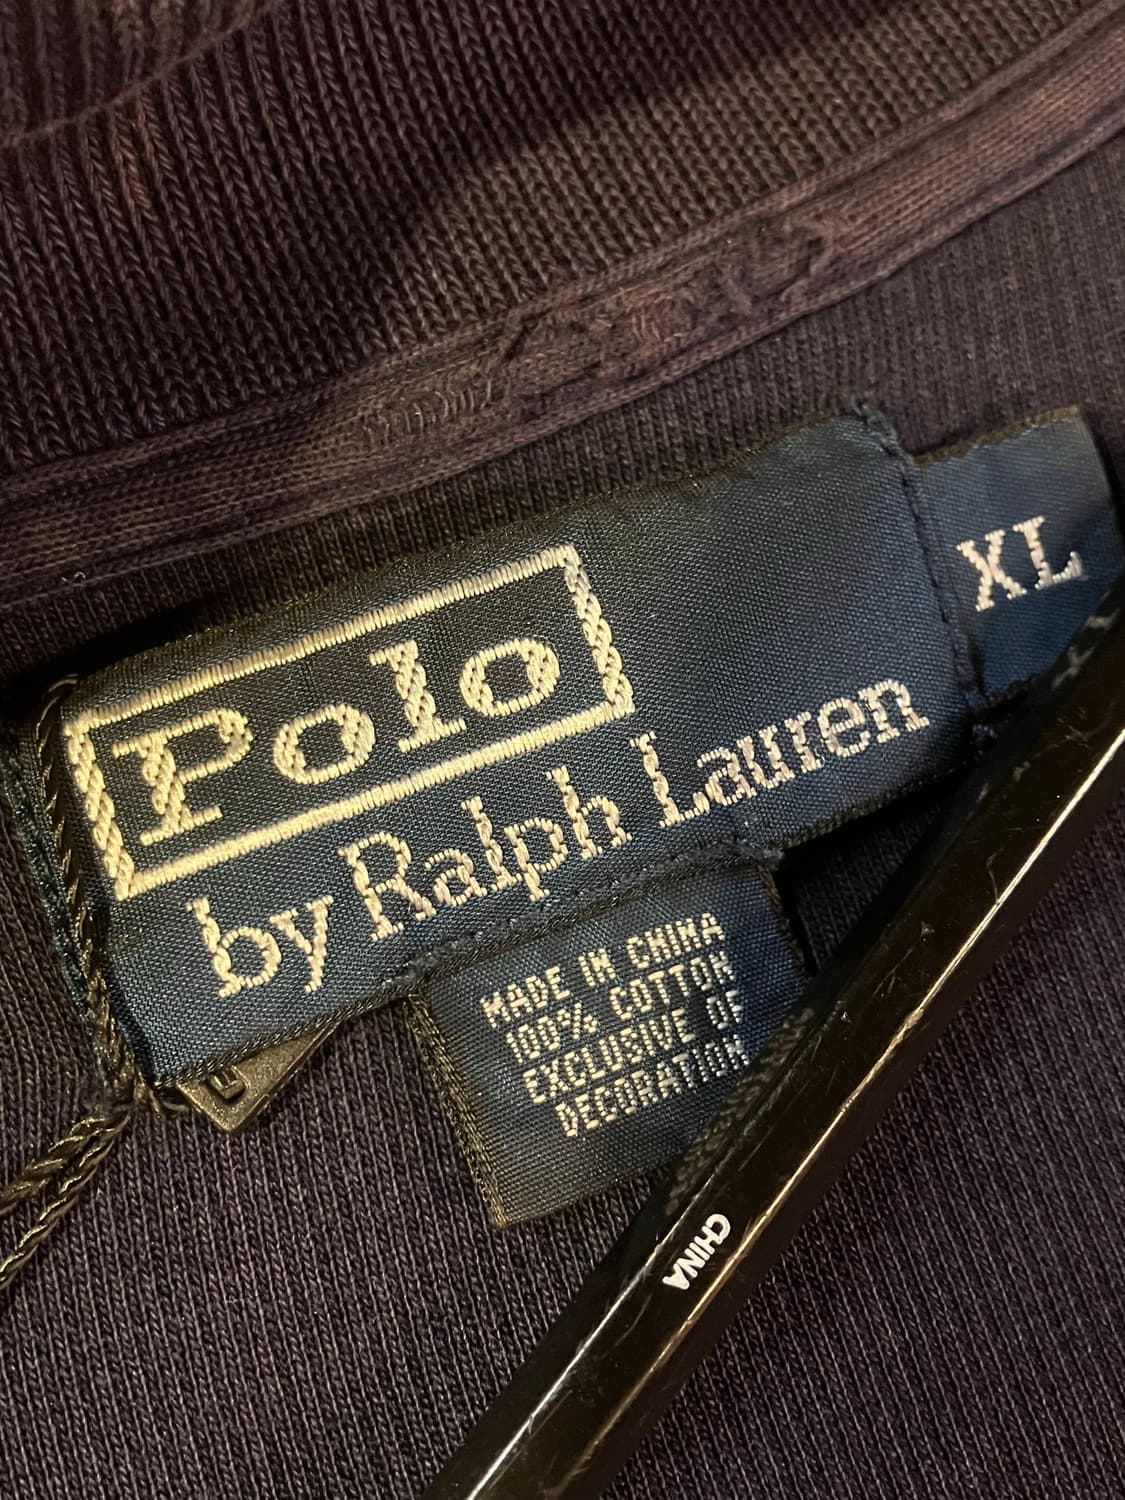 Polo
by Ralph Lauren
XL
MADE IN CHINA
100% COTTON
EXCLUSIVE OF
DECORATION
CHINA